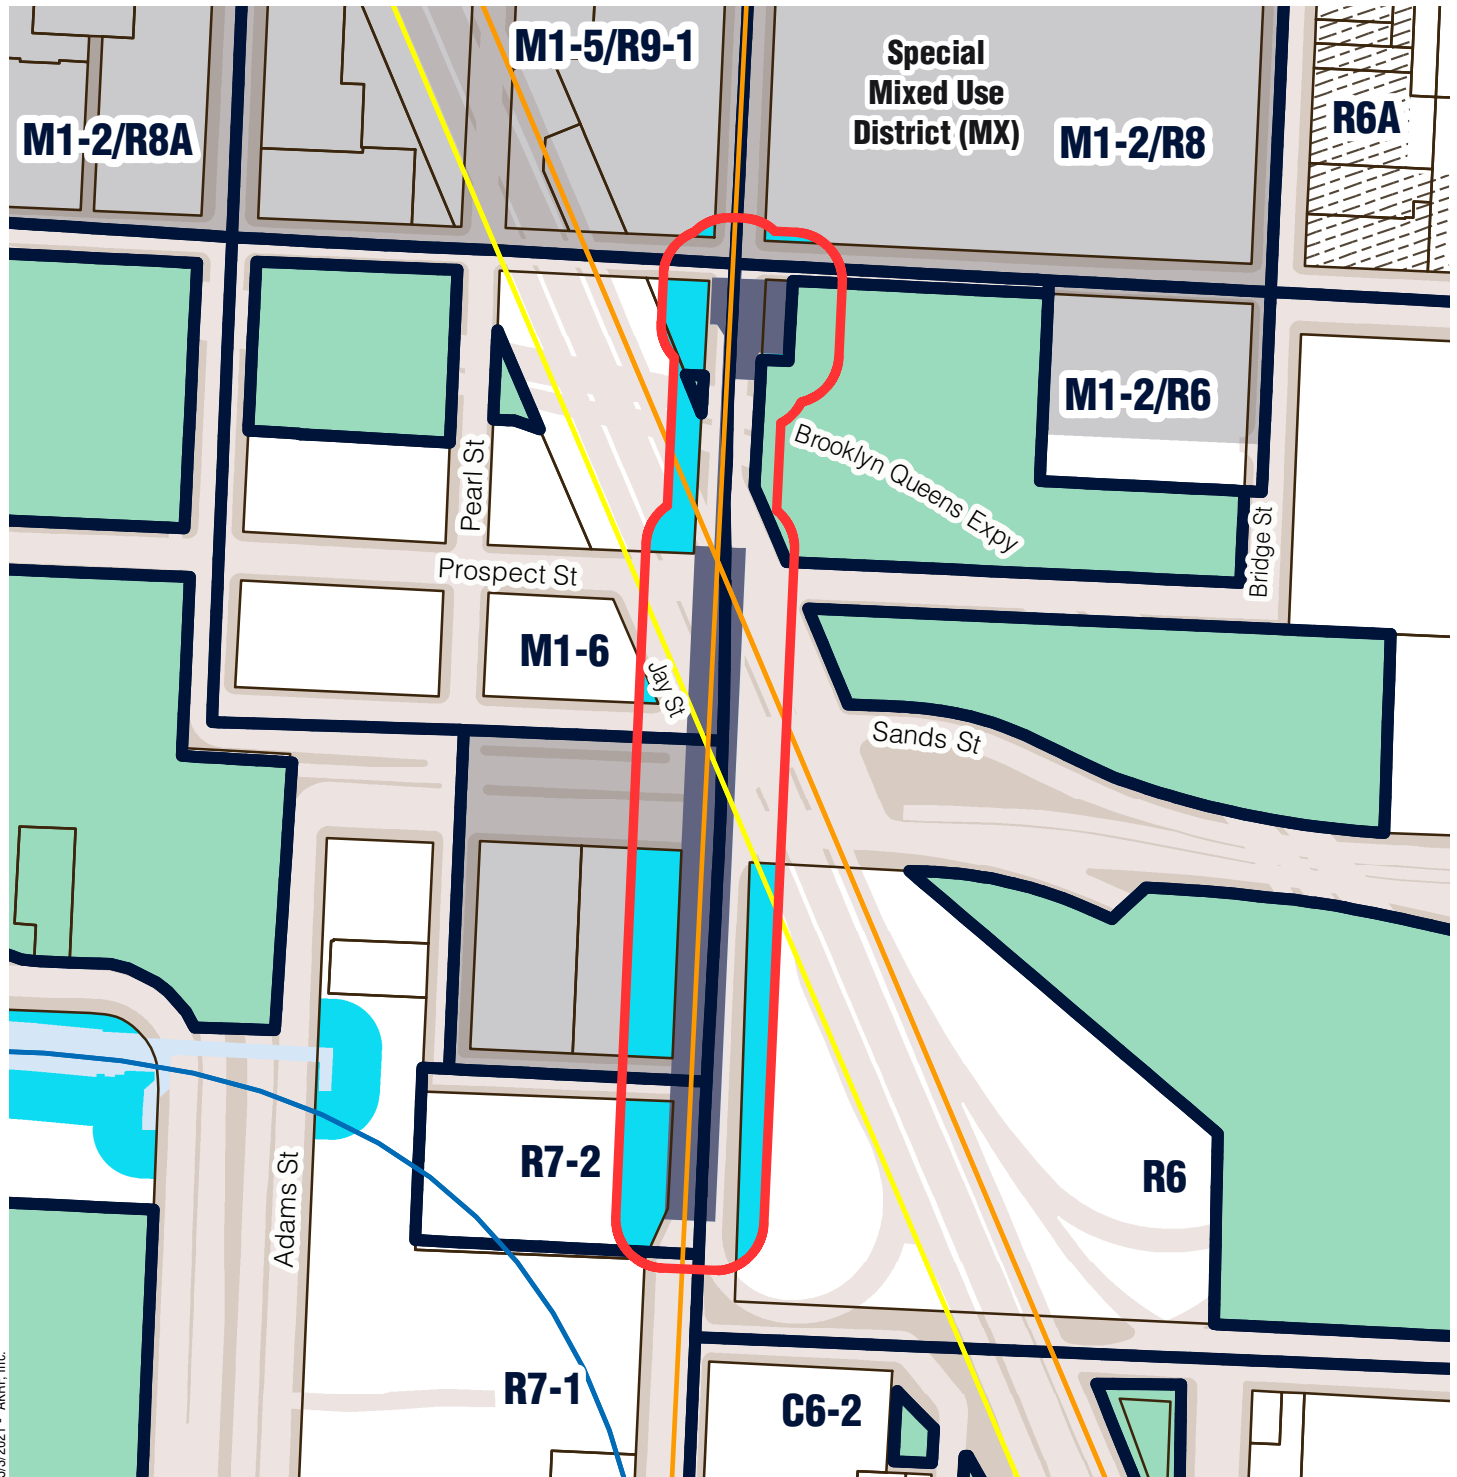 M1-5/R9-1
Special
Mixed Use
District (MX)
M1-2/R8A
M1-2/R8
R6A
M1-2/R6
Pearl St
Brooklyn Queens Expy
Bridge St
Prospect St
M1-6
Jay St
Sands St
R7-2
R6
Adams St
R7-1
C6-2